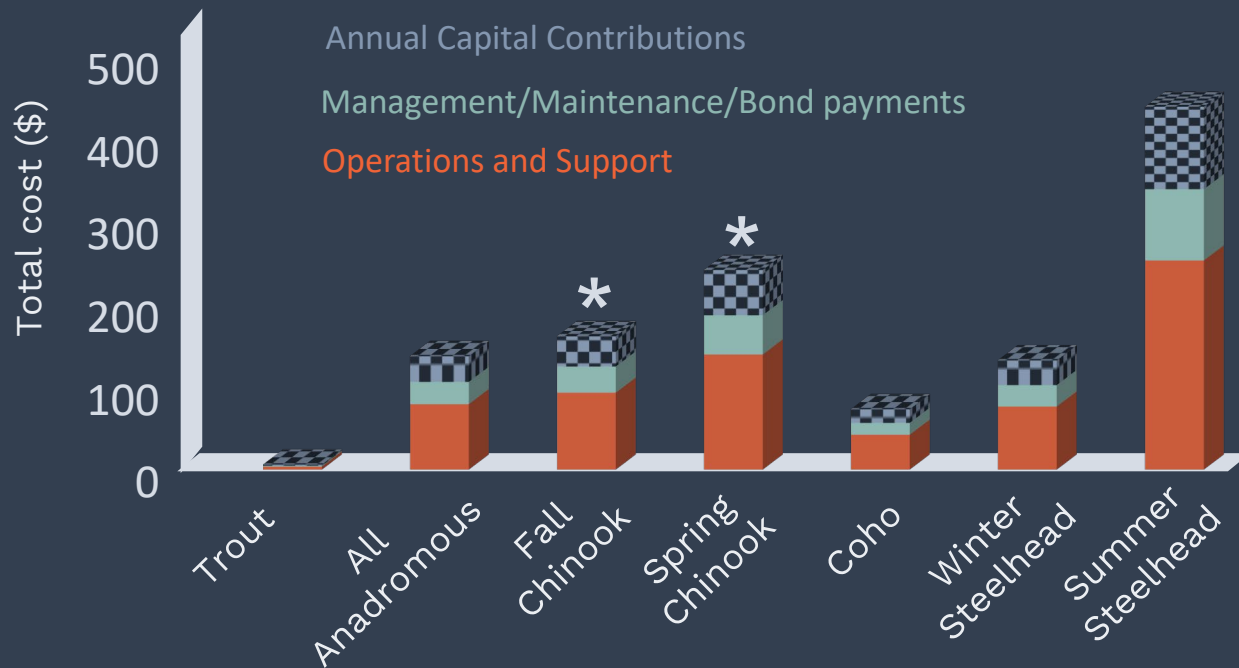 Annual Capital Contributions
Management/Maintenance/Bond payments
Operations and Support
Total cost ($)
500
400
300
200
100
0
*
*
Trout
All
Anadromous
Fall
Chinook
Spring
Chinook
Coho
Winter
Steelhead
Summer
Steelhead